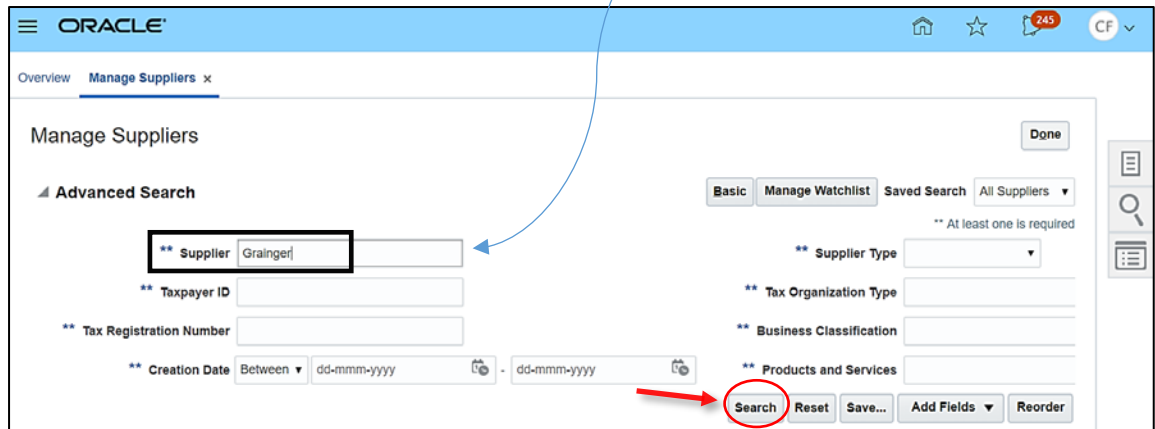 ORACLE
245
CF
Overview Manage Suppliers x
Manage Suppliers
Done
Advanced Search
Basic Manage Watchlist Saved Search All Suppliers
** At least one is required
** Supplier Grainger
** Supplier Type
** Taxpayer ID
** Tax Organization Type
** Tax Registration Number
** Business Classification
** Creation Date Between dd-mmm-yyyy - dd-mmm-yyyy
** Products and Services
Search Reset Save... Add Fields Reorder